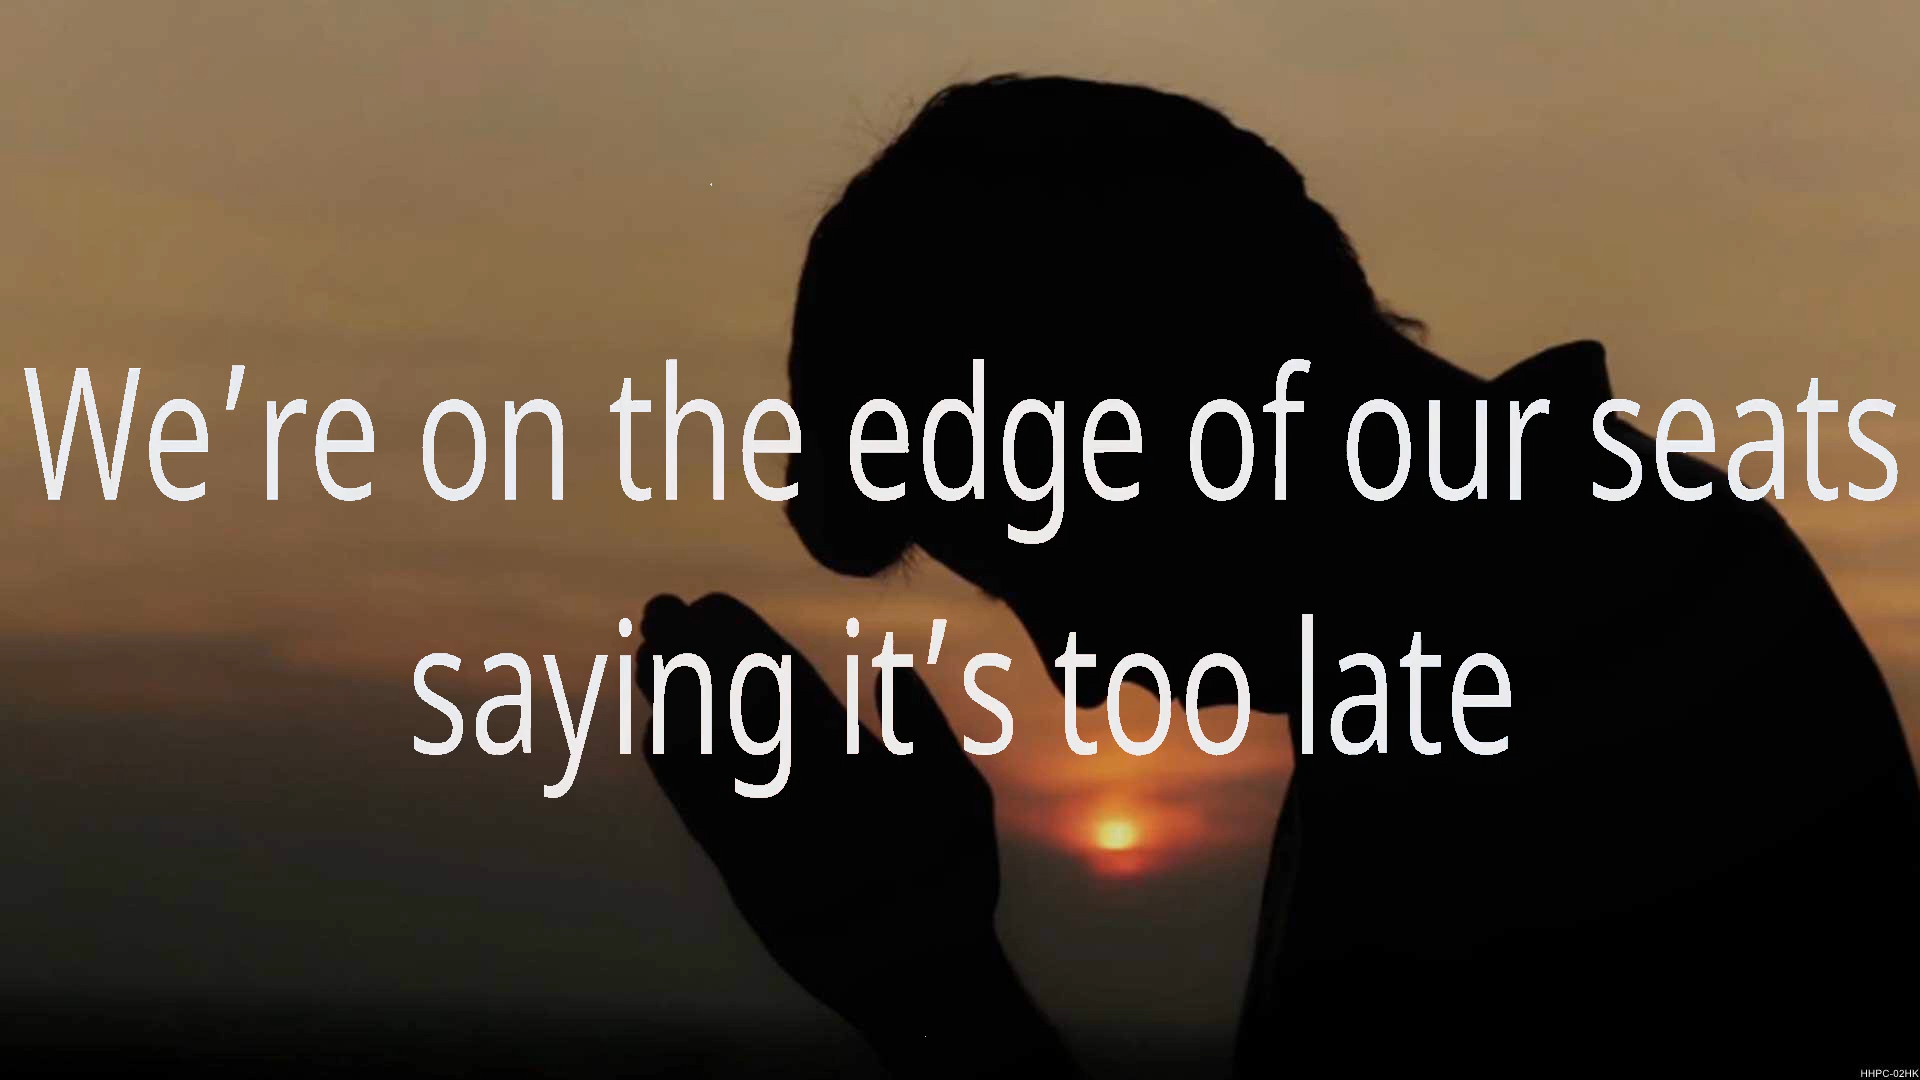 We’re on the edge of our seats
saying it’s too late
HHPC-02HK